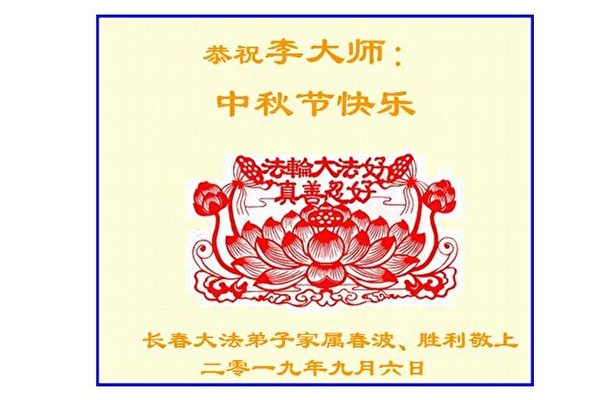 恭祝李大师：
中秋节快乐
法輪大法好
真善忍好
长春大法弟子家属春波、胜利敬上
二零一九年九月六日